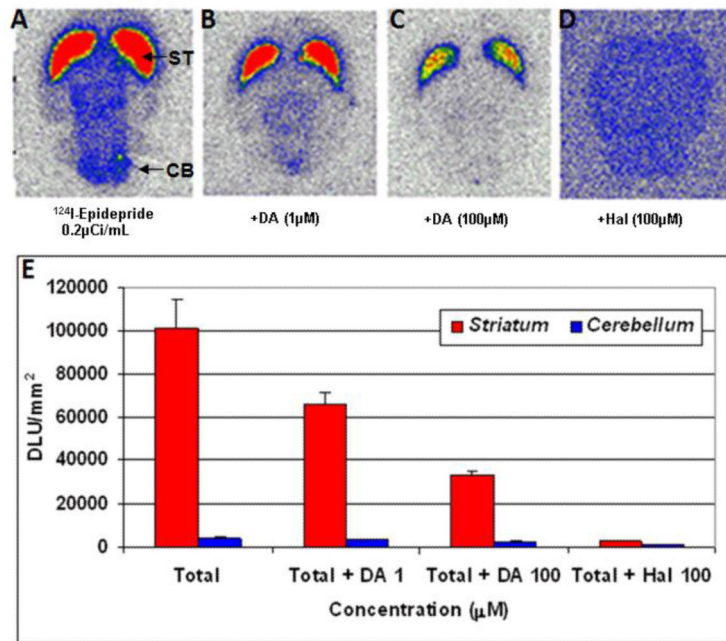 A
B
C
D
ST
CB
¹²⁴I-Epidepride
0.2µCi/mL
+DA (1µM)
+DA (100µM)
+Hal (100µM)
E
120000
100000
80000
60000
40000
20000
0
DLU/mm²
Striatum
Cerebellum
Total
Total + DA 1
Total + DA 100
Total + Hal 100
Concentration (µM)